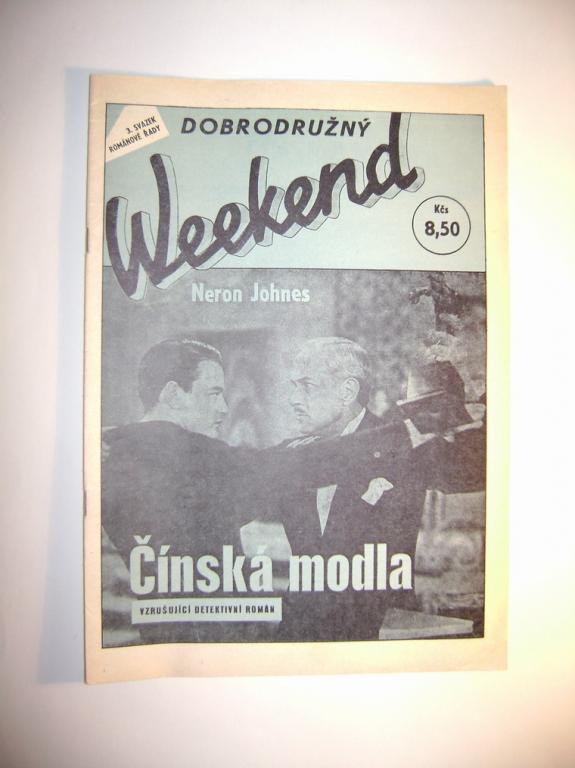 3. SVAZEK
ROMÁNOVÉ ŘADY
DOBRODRUŽNÝ
Weekend
Kčs
8,50
Neron Johnes
Čínská modla
VZRUŠUJÍCÍ DETEKTIVNÍ ROMÁN